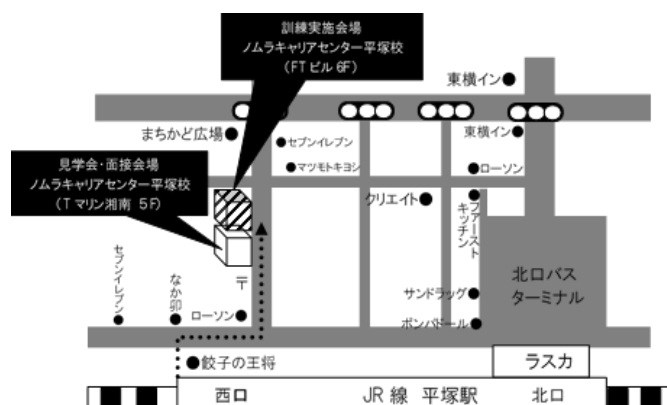 訓練実施会場
ノムラキャリアセンター平塚校
(FTビル 6F)
東横イン
まちかど広場
セブンイレブン
東横イン
見学会・面接会場
ノムラキャリアセンター平塚校
(Tマリン湘南 5F)
マツモトキヨシ
ローソン
クリエイト
ファースト
キッチン
セブンイレブン
なか卯
〒
ローソン
サンドラッグ
ポンパドール
北口バス
ターミナル
餃子の王将
ラスカ
西口
JR線 平塚駅
北口